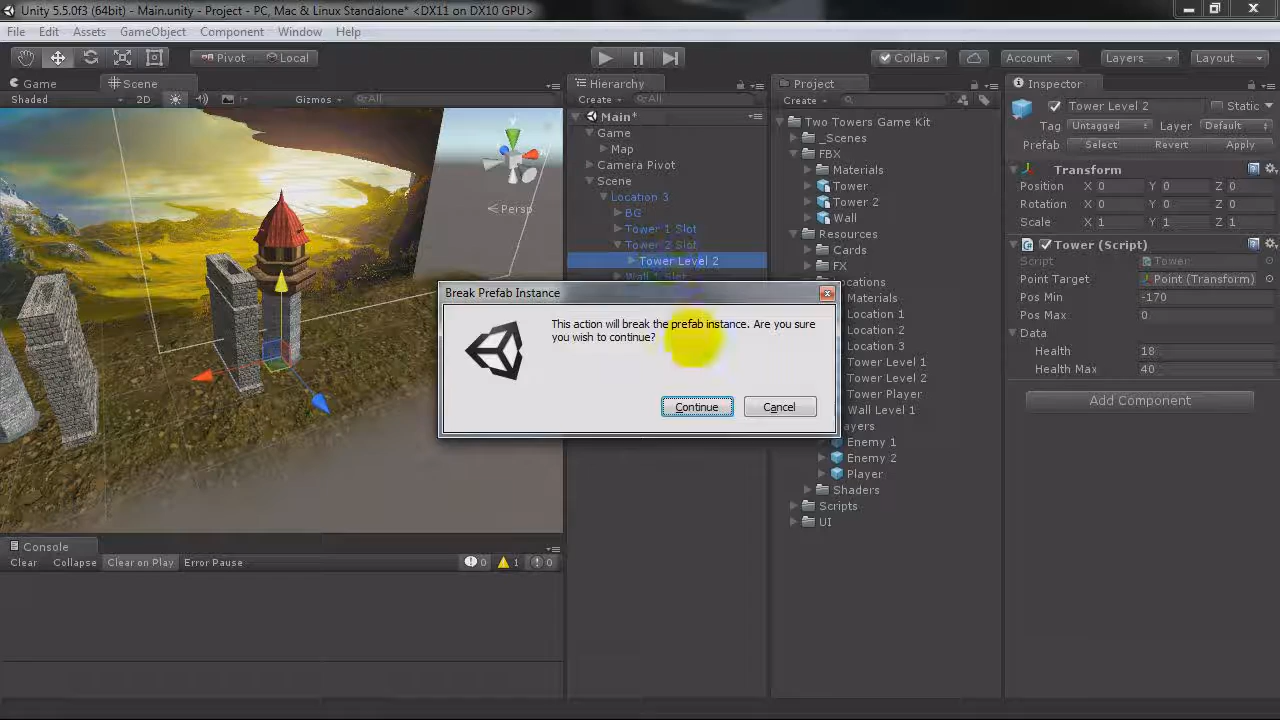 Unity 5.5.0f3 (64bit) - Main.unity - Project - PC, Mac & Linux Standalone* <DX11 on DX10 GPU>
File Edit Assets GameObject Component Window Help
Pivot Local Collab Account Layers Layout
Game Scene
Shaded 2D Gizmos All
Persp
Hierarchy
Create All
Main*
Game
Map
Camera Pivot
Scene
Location 3
BG
Tower 1 Slot
Tower 2 Slot
Tower Level 2
Wall 1 Slot
Project
Create
Two Towers Game Kit
_Scenes
FBX
Materials
Tower
Tower 2
Wall
Resources
Cards
FX
ocations
Materials
Location 1
Location 2
Location 3
Tower Level 1
Tower Level 2
Tower Player
Wall Level 1
ayers
Enemy 1
Enemy 2
Player
Shaders
Scripts
UI
Inspector
Tower Level 2 Static
Tag Untagged Layer Default
Prefab Select Revert Apply
Transform
Position X 0 Y 0 Z 0
Rotation X 0 Y 0 Z 0
Scale X 1 Y 1 Z 1
Tower (Script)
Script Tower
Point Target Point (Transform)
Pos Min -170
Pos Max 0
Data
Health 18
Health Max 40
Add Component
Break Prefab Instance
This action will break the prefab instance. Are you sure
you wish to continue?
Continue Cancel
Console
Clear Collapse Clear on Play Error Pause 0 1 0